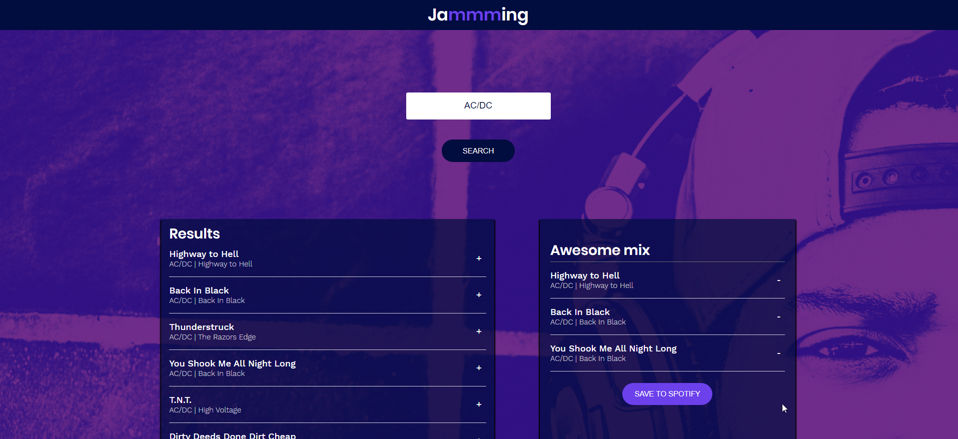 Jammming
AC/DC
SEARCH
Results
Highway to Hell
AC/DC | Highway to Hell
+
Back In Black
AC/DC | Back In Black
+
Thunderstruck
AC/DC | The Razors Edge
+
You Shook Me All Night Long
AC/DC | Back In Black
+
T.N.T.
AC/DC | High Voltage
+
Dirty Deeds Done Dirt Cheap
Awesome mix
Highway to Hell
AC/DC | Highway to Hell
-
Back In Black
AC/DC | Back In Black
-
You Shook Me All Night Long
AC/DC | Back In Black
-
SAVE TO SPOTIFY